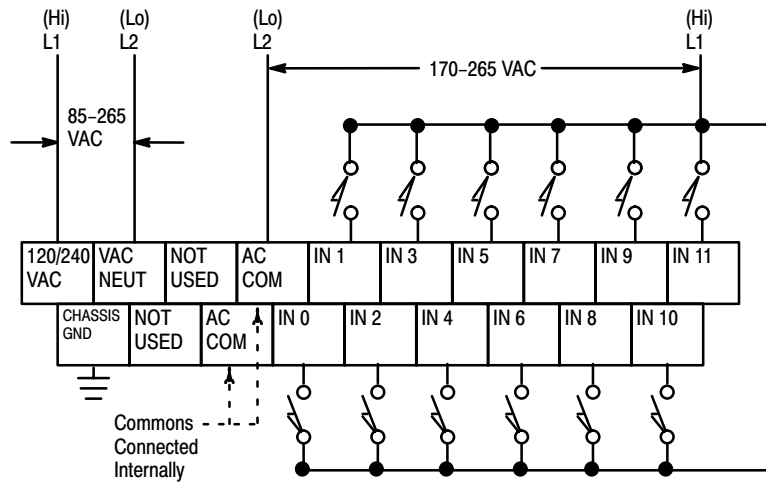 (Hi) (Lo) (Lo) (Hi)
L1 L2 L2 L1
170–265 VAC
85–265
VAC
120/240 VAC NOT AC IN 1 IN 3 IN 5 IN 7 IN 9 IN 11
VAC NEUT USED COM
CHASSIS NOT AC IN 0 IN 2 IN 4 IN 6 IN 8 IN 10
GND USED COM
Commons
Connected
Internally